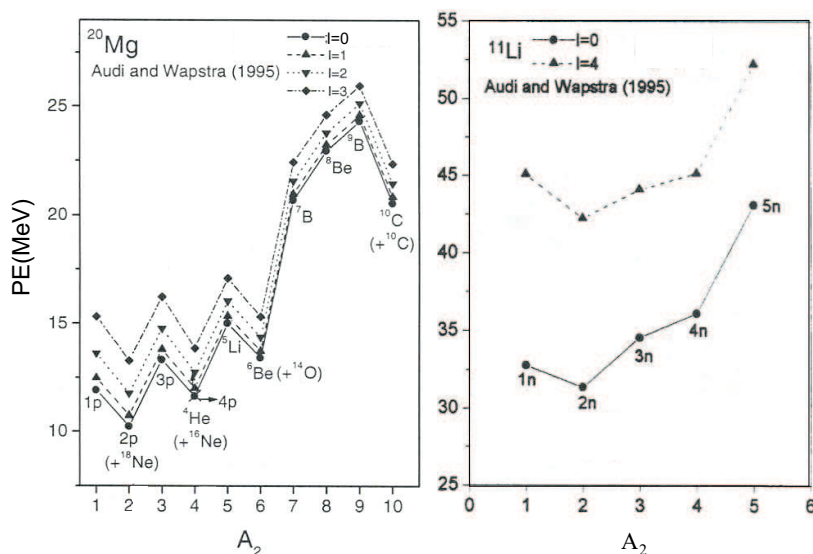 ²⁰Mg
Audi and Wapstra (1995)
l=0
l=1
l=2
l=3
PE(MeV)
25
20
15
10
1p
2p
(+¹⁸Ne)
3p
⁴He
(+¹⁶Ne)
4p
⁵Li
⁶Be (+¹⁴O)
⁷B
⁸Be
⁹B
¹⁰C
(+¹⁰C)
1 2 3 4 5 6 7 8 9 10
A₂
¹¹Li
l=0
l=4
Audi and Wapstra (1995)
55
50
45
40
35
30
25
1n
2n
3n
4n
5n
0 1 2 3 4 5 6
A₂